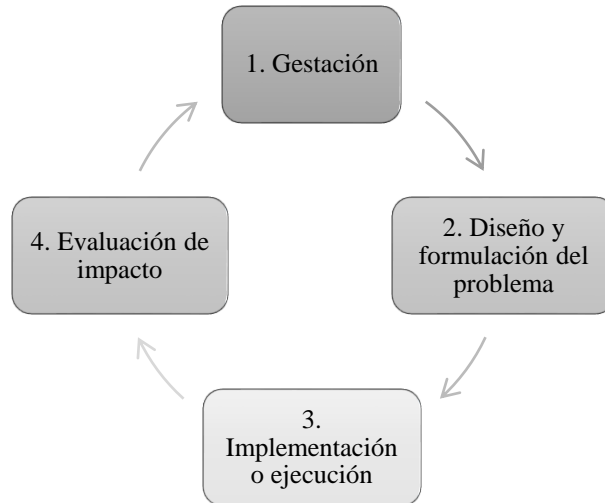 1. Gestación
2. Diseño y
formulación del
problema
3.
Implementación
o ejecución
4. Evaluación de
impacto